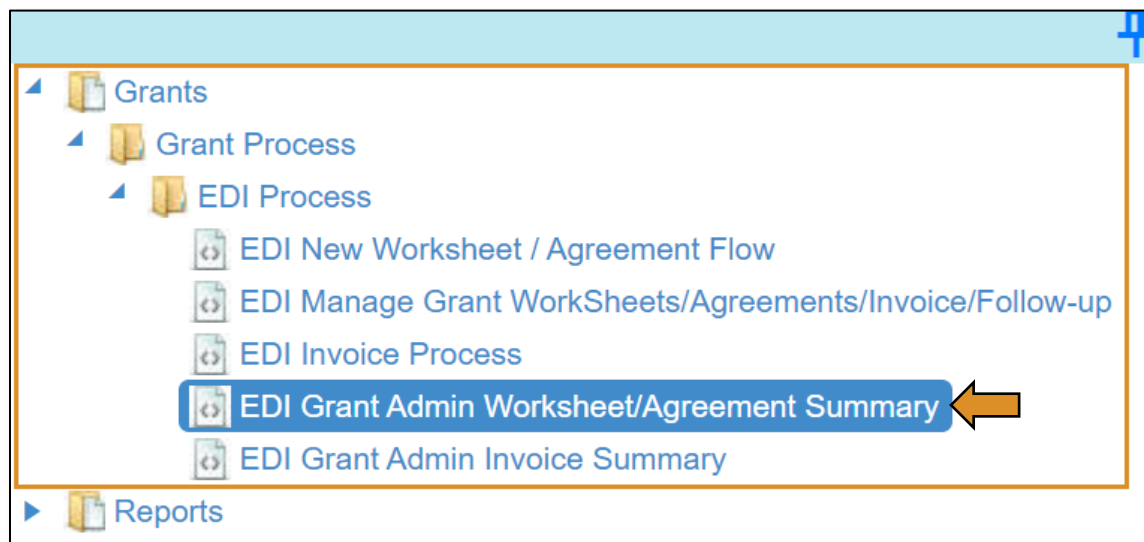 Grants
Grant Process
EDI Process
EDI New Worksheet / Agreement Flow
EDI Manage Grant WorkSheets/Agreements/Invoice/Follow-up
EDI Invoice Process
EDI Grant Admin Worksheet/Agreement Summary
EDI Grant Admin Invoice Summary
Reports